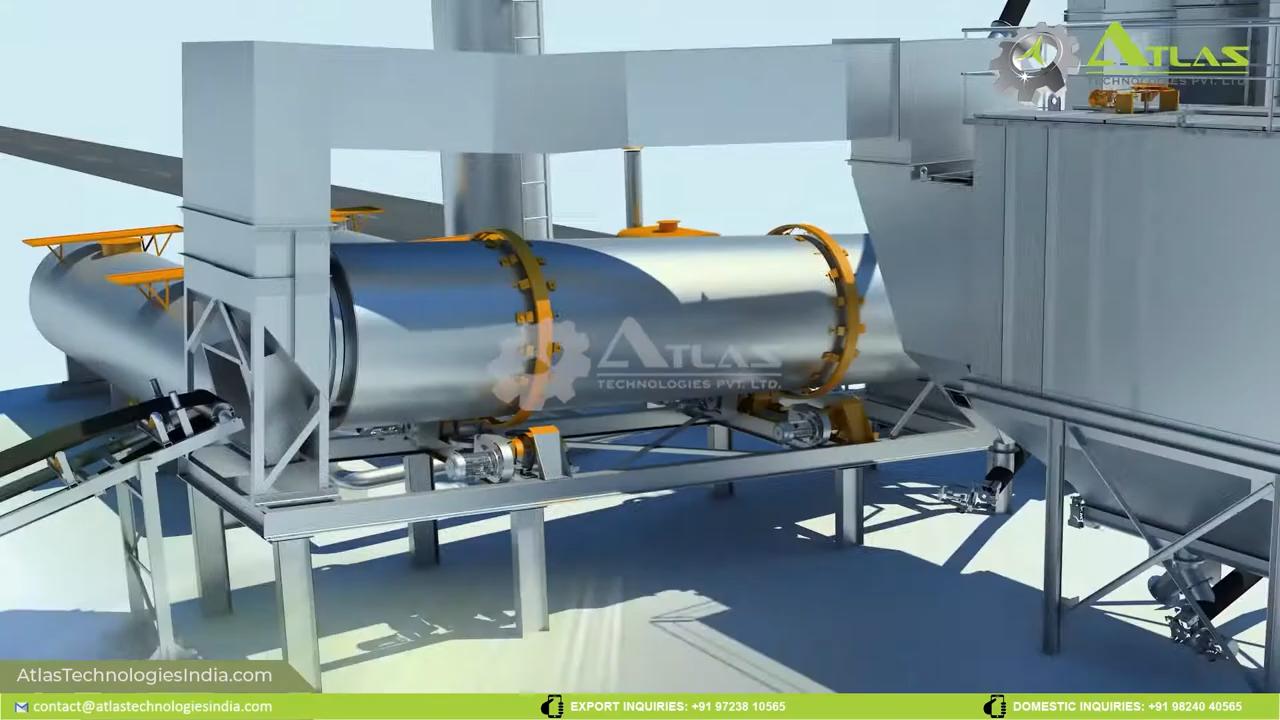 ATLAS
TECHNOLOGIES PVT. LTD.
ATLAS
TECHNOLOGIES PVT. LTD.
AtlasTechnologiesIndia.com
contact@atlastechnologiesindia.com
EXPORT INQUIRIES: +91 97238 10565
DOMESTIC INQUIRIES: +91 98240 40565